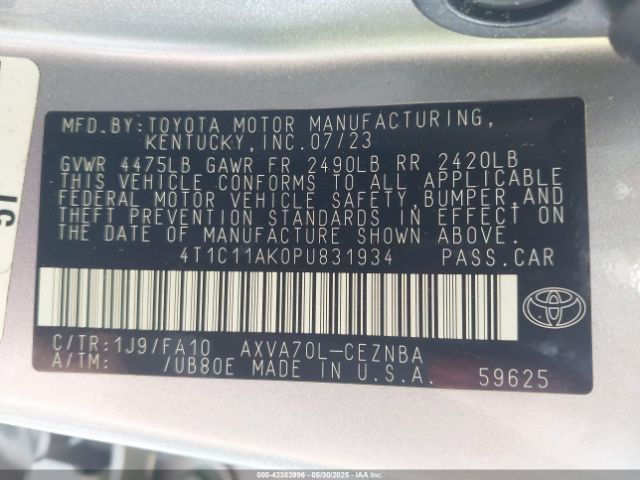 MFD.BY:TOYOTA MOTOR MANUFACTURING,
KENTUCKY, INC.07/23
GVWR 4475LB GAWR FR 2490LB RR 2420LB
THIS VEHICLE CONFORMS TO ALL APPLICABLE
FEDERAL MOTOR VEHICLE SAFETY, BUMPER, AND
THEFT PREVENTION STANDARDS IN EFFECT ON
THE DATE OF MANUFACTURE SHOWN ABOVE.
4T1C11AK0PU831934 PASS.CAR
C/TR:1J9/FA10 AXVA70L-CEZNBA
A/TM: /UB80E MADE IN U.S.A. 59625
TOYOTA
000-42383996 - 05/30/2025 - IAAI.COM